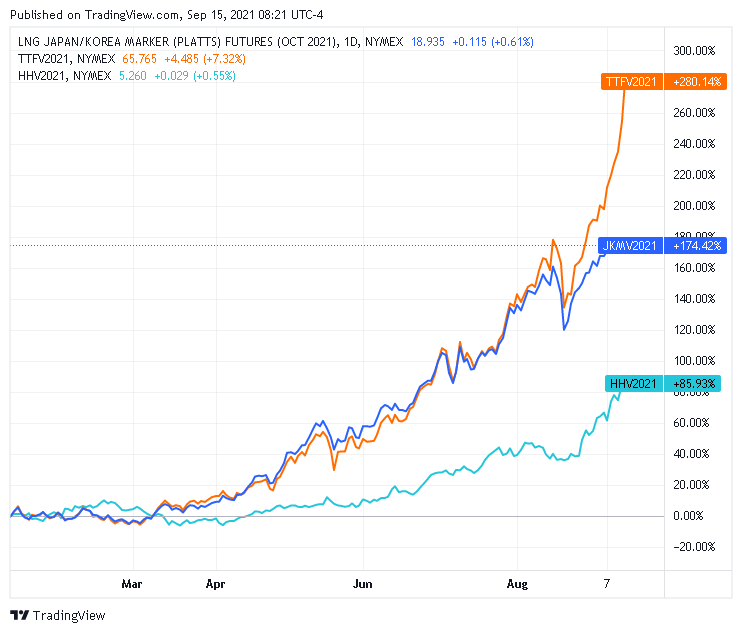 Published on TradingView.com, Sep 15, 2021 08:21 UTC-4
LNG JAPAN/KOREA MARKER (PLATTS) FUTURES (OCT 2021), 1D, NYMEX 18.935 +0.115 (+0.61%)
TTFV2021, NYMEX 65.765 +4.485 (+7.32%)
HHV2021, NYMEX 5.260 +0.029 (+0.55%)
300.00%
TTFV2021 +280.14%
260.00%
240.00%
220.00%
200.00%
180.00%
JKMV2021 +174.42%
160.00%
140.00%
120.00%
100.00%
HHV2021 +85.93%
80.00%
60.00%
40.00%
20.00%
0.00%
−20.00%
Mar Apr Jun Aug 7
TradingView